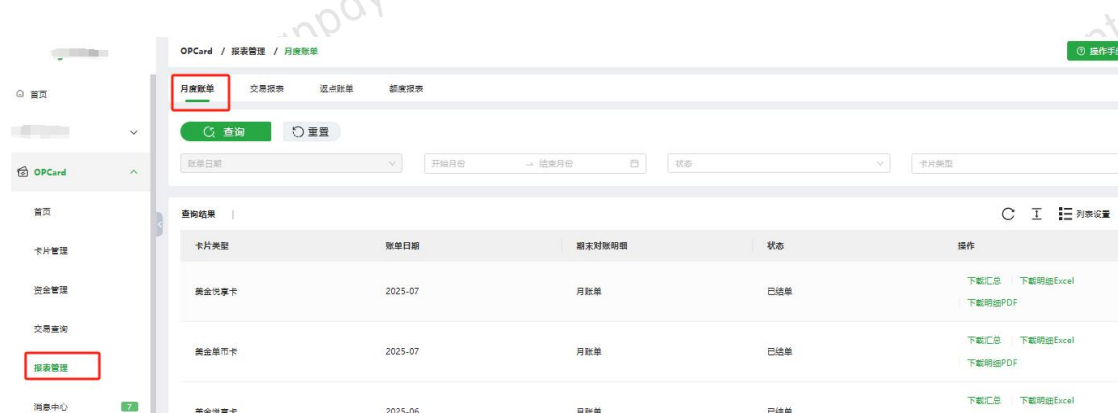 OPCard / 报表管理 / 月度账单
操作手
首页
月度账单 交易报表 返点账单 额度报表
查询 重置
账单日期 开始月份 → 结束月份 状态 卡片类型
OPCard
首页
查询结果 列表设置
卡片类型 账单日期 期末对账明细 状态 操作
卡片管理
资金管理
美金悦享卡 2025-07 月账单 已结单 下载汇总 下载明细Excel
下载明细PDF
交易查询
美金单币卡 2025-07 月账单 已结单 下载汇总 下载明细Excel
下载明细PDF
报表管理
消息中心 7
美金悦享卡 2025-06 月账单 已结单 下载汇总 下载明细Excel